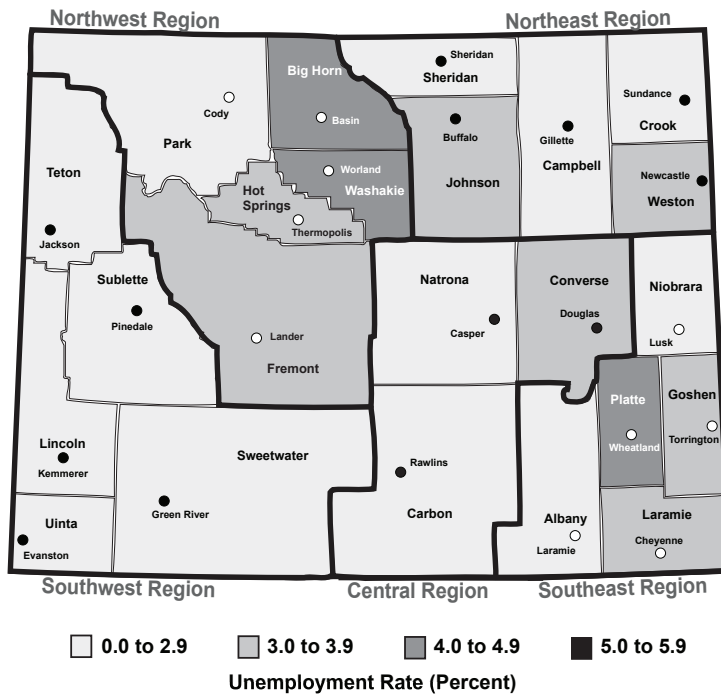 Northwest Region
Northeast Region
Big Horn
Sheridan
Sheridan
Cody
Basin
Sundance
Park
Buffalo
Gillette
Crook
Teton
Worland
Campbell
Newcastle
Washakie
Johnson
Weston
Hot
Springs
Jackson
Thermopolis
Sublette
Natrona
Converse
Niobrara
Pinedale
Casper
Douglas
Lander
Lusk
Fremont
Platte
Goshen
Lincoln
Sweetwater
Wheatland
Torrington
Kemmerer
Rawlins
Green River
Carbon
Albany
Laramie
Uinta
Evanston
Laramie
Cheyenne
Southwest Region
Central Region
Southeast Region
0.0 to 2.9
3.0 to 3.9
4.0 to 4.9
5.0 to 5.9
Unemployment Rate (Percent)